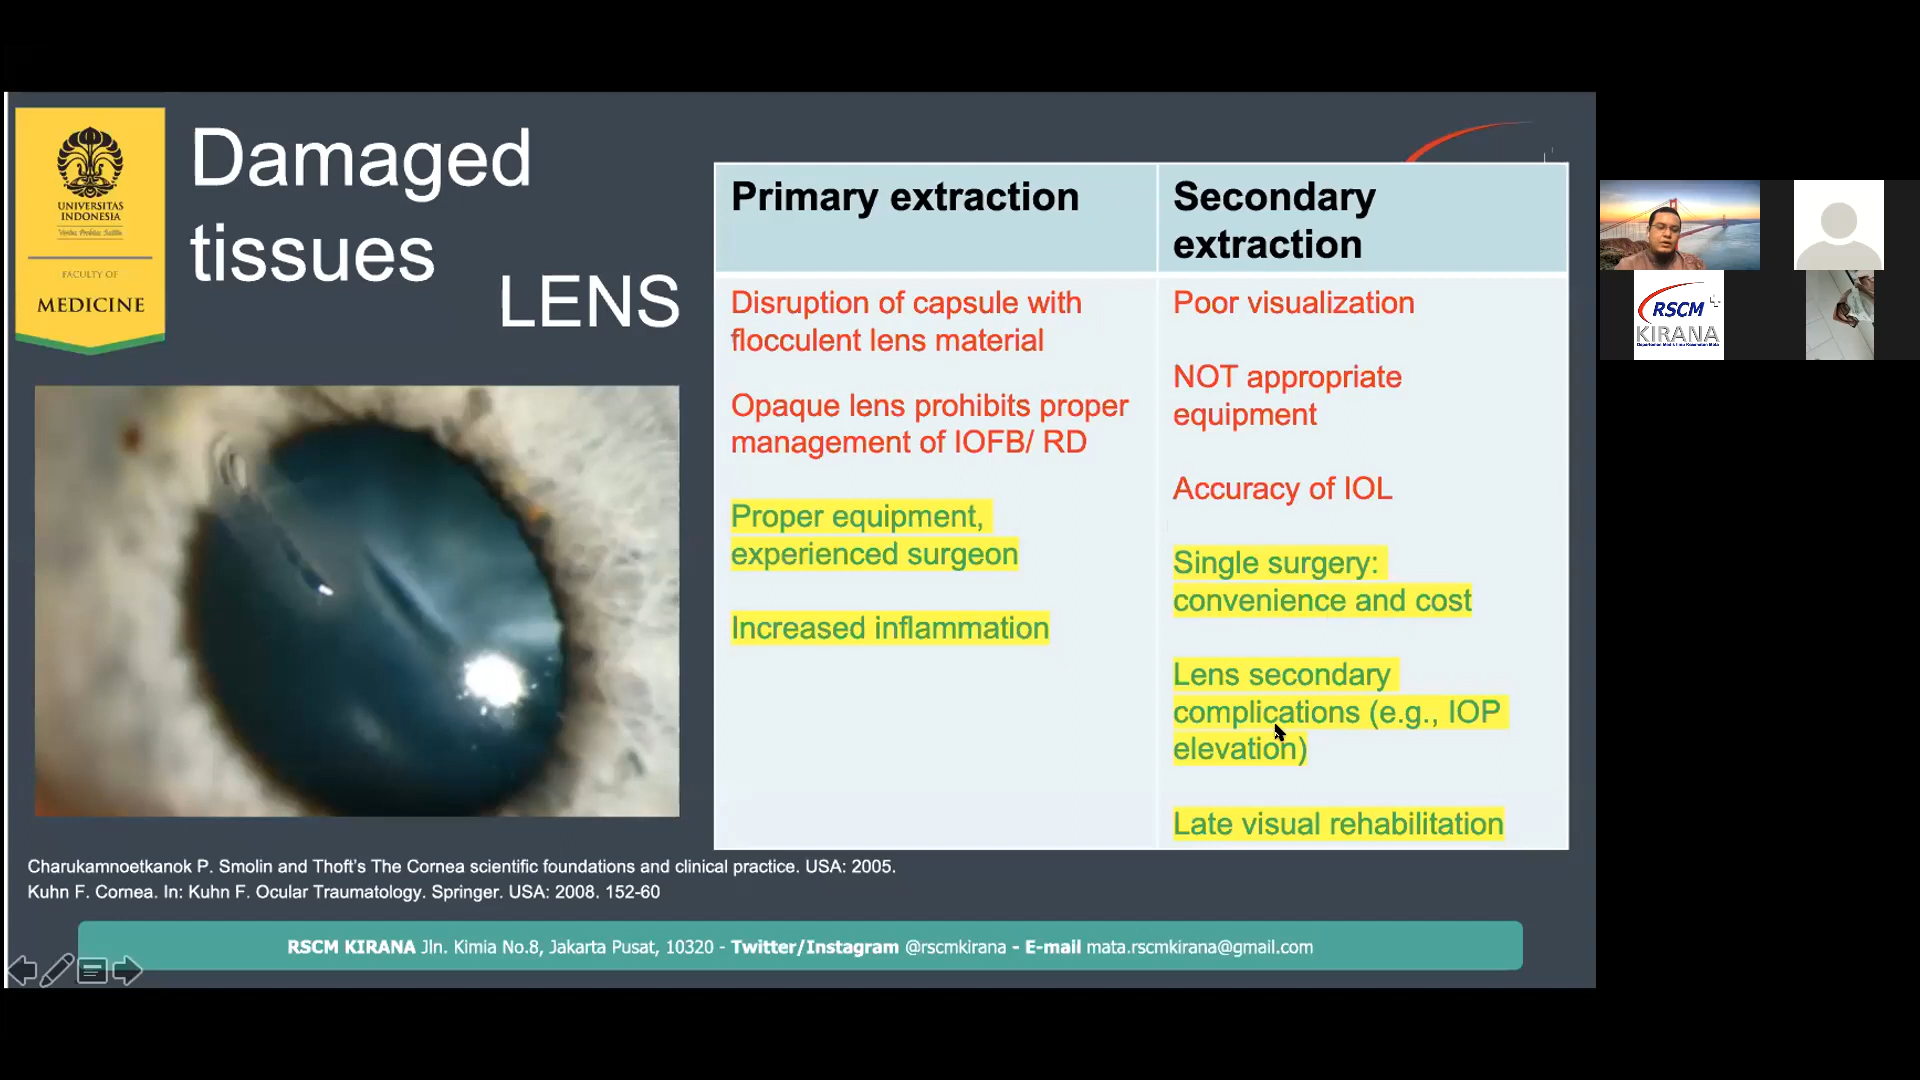 UNIVERSITAS
INDONESIA
Veritas, Probitas, Iustitia
FACULTY OF
MEDICINE
Damaged
tissues
LENS
Primary extraction
Disruption of capsule with
flocculent lens material
Opaque lens prohibits proper
management of IOFB/ RD
Proper equipment,
experienced surgeon
Increased inflammation
Secondary
extraction
Poor visualization
NOT appropriate
equipment
Accuracy of IOL
Single surgery:
convenience and cost
Lens secondary
complications (e.g., IOP
elevation)
Late visual rehabilitation
Charukamnoetkanok P. Smolin and Thoft’s The Cornea scientific foundations and clinical practice. USA: 2005.
Kuhn F. Cornea. In: Kuhn F. Ocular Traumatology. Springer. USA: 2008. 152-60
RSCM KIRANA Jln. Kimia No.8, Jakarta Pusat, 10320 - Twitter/Instagram @rscmkirana - E-mail mata.rscmkirana@gmail.com
RSCM
KIRANA